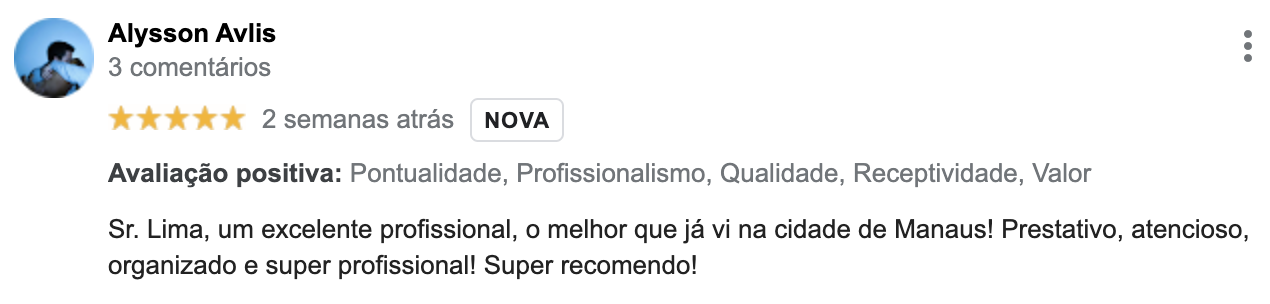 Alysson Avlis
3 comentários
2 semanas atrás NOVA
Avaliação positiva: Pontualidade, Profissionalismo, Qualidade, Receptividade, Valor
Sr. Lima, um excelente profissional, o melhor que já vi na cidade de Manaus! Prestativo, atencioso,
organizado e super profissional! Super recomendo!